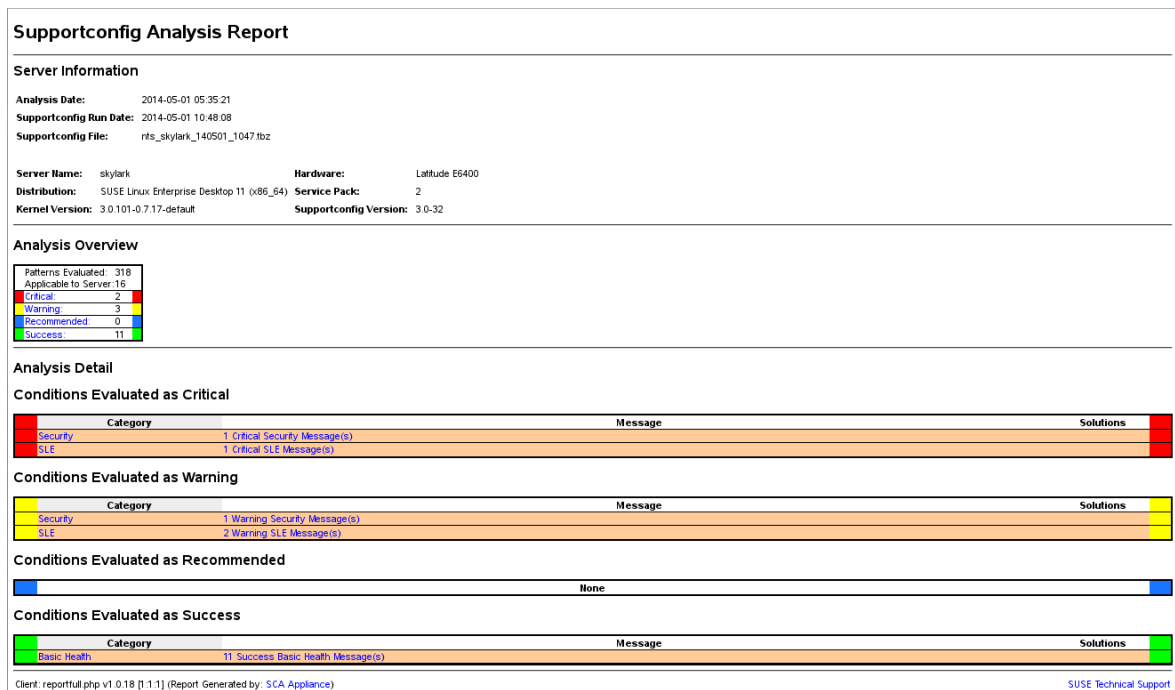 Supportconfig Analysis Report
Server Information
Analysis Date: 2014-05-01 05:35:21
Supportconfig Run Date: 2014-05-01 10:48:08
Supportconfig File: nts_skylark_140501_1047.tbz
Server Name: skylark Hardware: Latitude E6400
Distribution: SUSE Linux Enterprise Desktop 11 (x86_64) Service Pack: 2
Kernel Version: 3.0.101-0.7.17-default Supportconfig Version: 3.0-32
Analysis Overview
Patterns Evaluated: 318
Applicable to Server: 16
Critical: 2
Warning: 3
Recommended: 0
Success: 11
Analysis Detail
Conditions Evaluated as Critical
Category Message Solutions
Security 1 Critical Security Message(s)
SLE 1 Critical SLE Message(s)
Conditions Evaluated as Warning
Category Message Solutions
Security 1 Warning Security Message(s)
SLE 2 Warning SLE Message(s)
Conditions Evaluated as Recommended
None
Conditions Evaluated as Success
Category Message Solutions
Basic Health 11 Success Basic Health Message(s)
Client: reportfull.php v1.0.18 [1:1:1] (Report Generated by: SCA Appliance) SUSE Technical Support